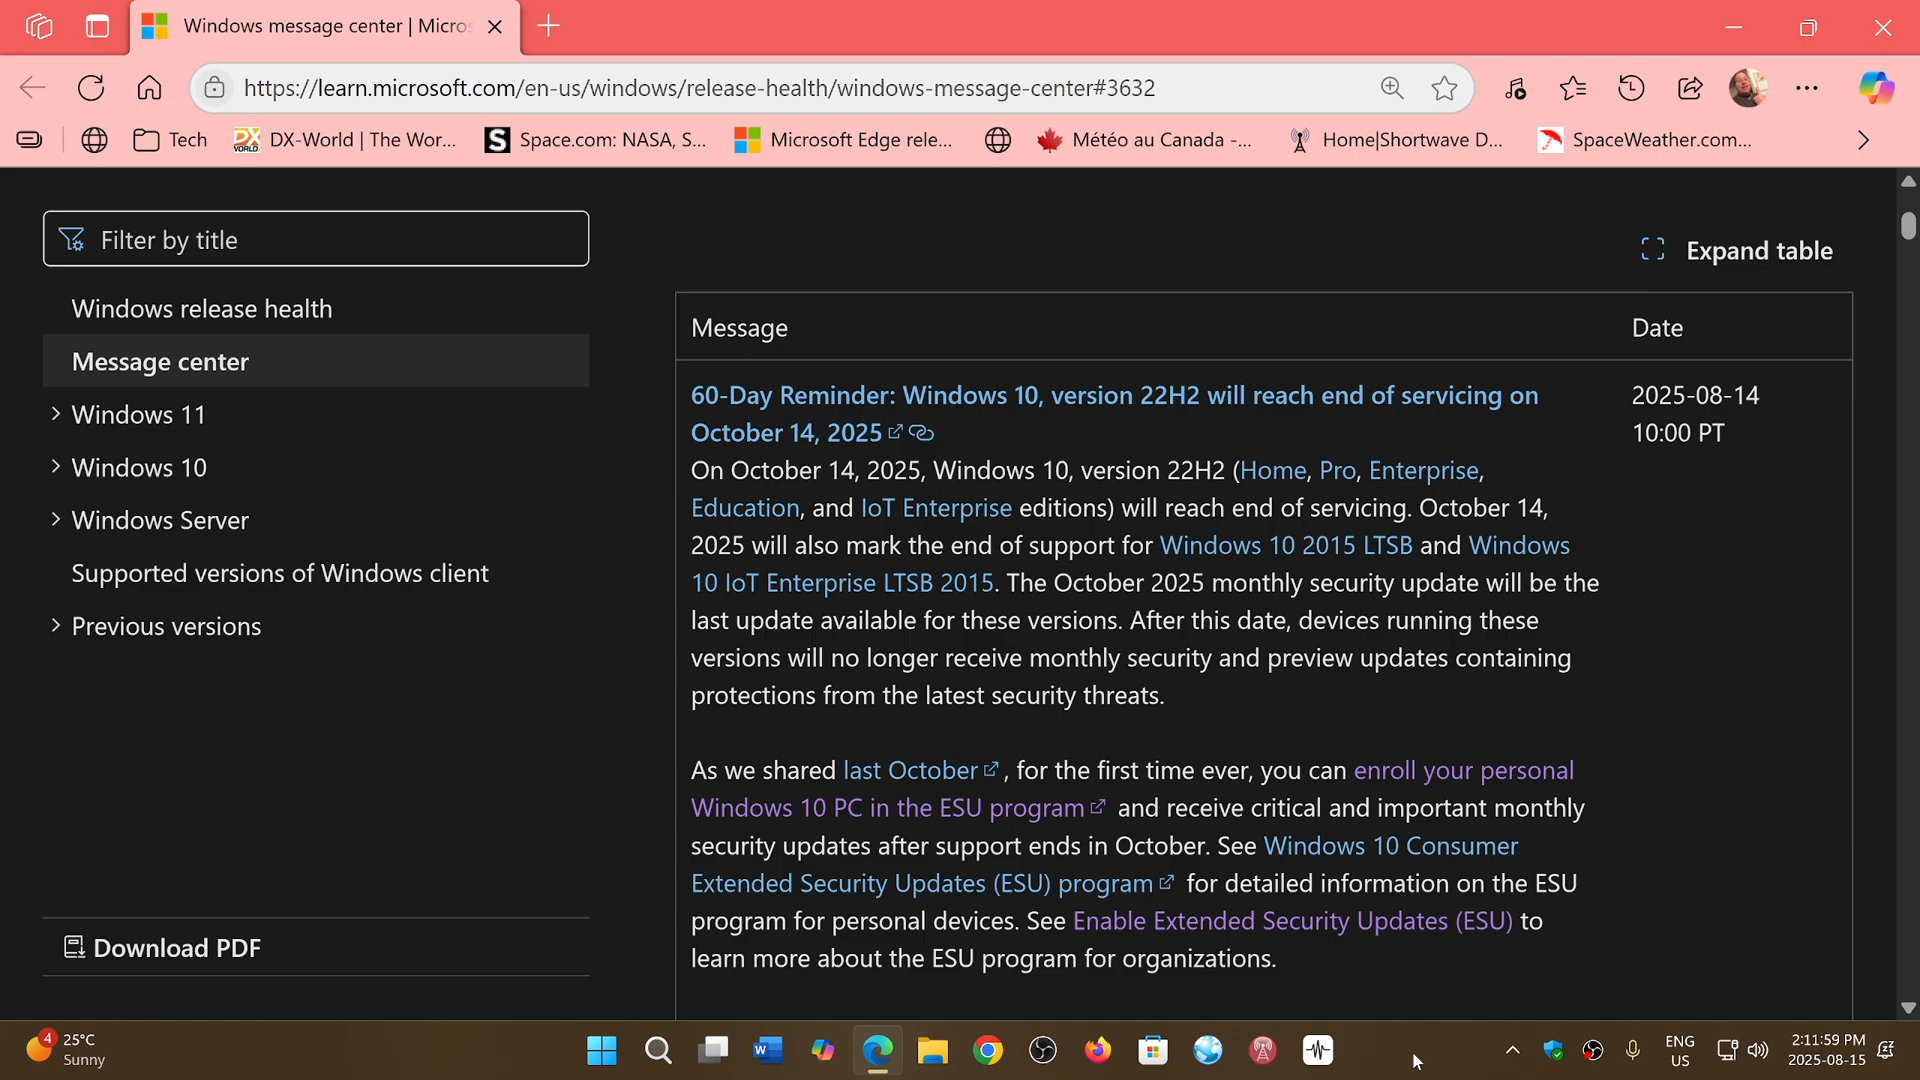 Windows message center | Micros
https://learn.microsoft.com/en-us/windows/release-health/windows-message-center#3632
Tech
DX-World | The Wor...
Space.com: NASA, S...
Microsoft Edge rele...
Météo au Canada -...
Home|Shortwave D...
SpaceWeather.com...
Filter by title
Windows release health
Message center
Windows 11
Windows 10
Windows Server
Supported versions of Windows client
Previous versions
Download PDF
Expand table
Message
Date
60-Day Reminder: Windows 10, version 22H2 will reach end of servicing on
October 14, 2025
2025-08-14
10:00 PT
On October 14, 2025, Windows 10, version 22H2 (Home, Pro, Enterprise,
Education, and IoT Enterprise editions) will reach end of servicing. October 14,
2025 will also mark the end of support for Windows 10 2015 LTSB and Windows
10 IoT Enterprise LTSB 2015. The October 2025 monthly security update will be the
last update available for these versions. After this date, devices running these
versions will no longer receive monthly security and preview updates containing
protections from the latest security threats.
As we shared last October , for the first time ever, you can enroll your personal
Windows 10 PC in the ESU program and receive critical and important monthly
security updates after support ends in October. See Windows 10 Consumer
Extended Security Updates (ESU) program for detailed information on the ESU
program for personal devices. See Enable Extended Security Updates (ESU) to
learn more about the ESU program for organizations.
4
25°C
Sunny
ENG
US
2:11:59 PM
2025-08-15